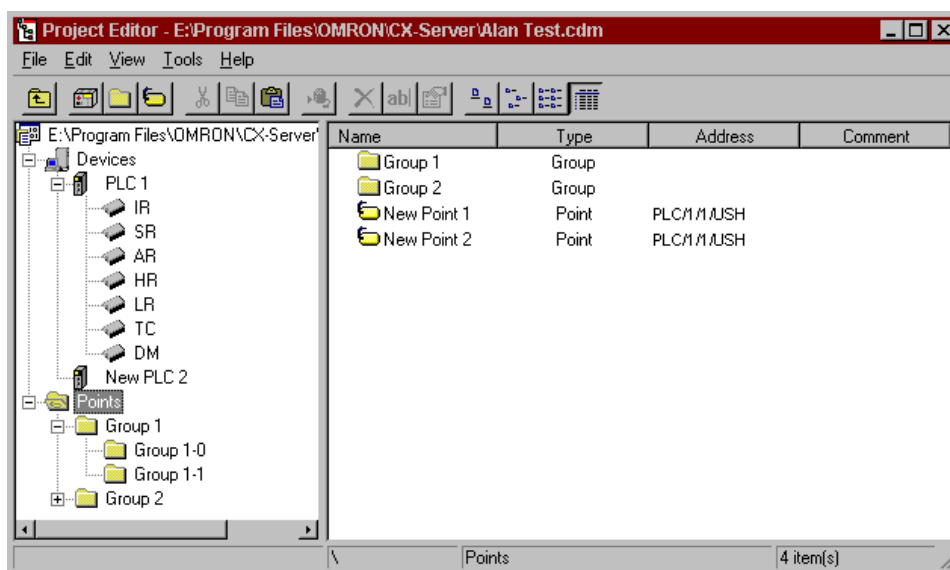 Project Editor - E:\Program Files\OMRON\CX-Server\Alan Test.cdm
File Edit View Tools Help
ab
E:\Program Files\OMRON\CX-Server'
Devices
PLC 1
IR
SR
AR
HR
LR
TC
DM
New PLC 2
Points
Group 1
Group 1-0
Group 1-1
Group 2
Name Type Address Comment
Group 1 Group
Group 2 Group
New Point 1 Point PLC/1/1/USH
New Point 2 Point PLC/1/1/USH
\ Points 4 item(s)